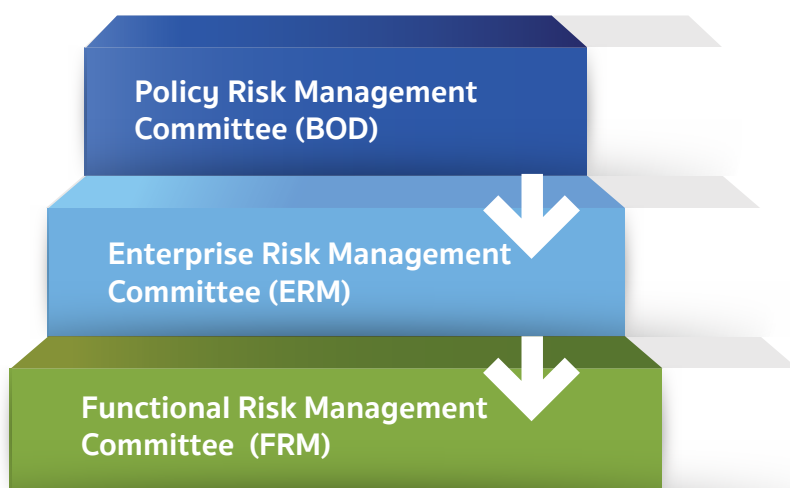 Policy Risk Management
Committee (BOD)
Enterprise Risk Management
Committee (ERM)
Functional Risk Management
Committee (FRM)